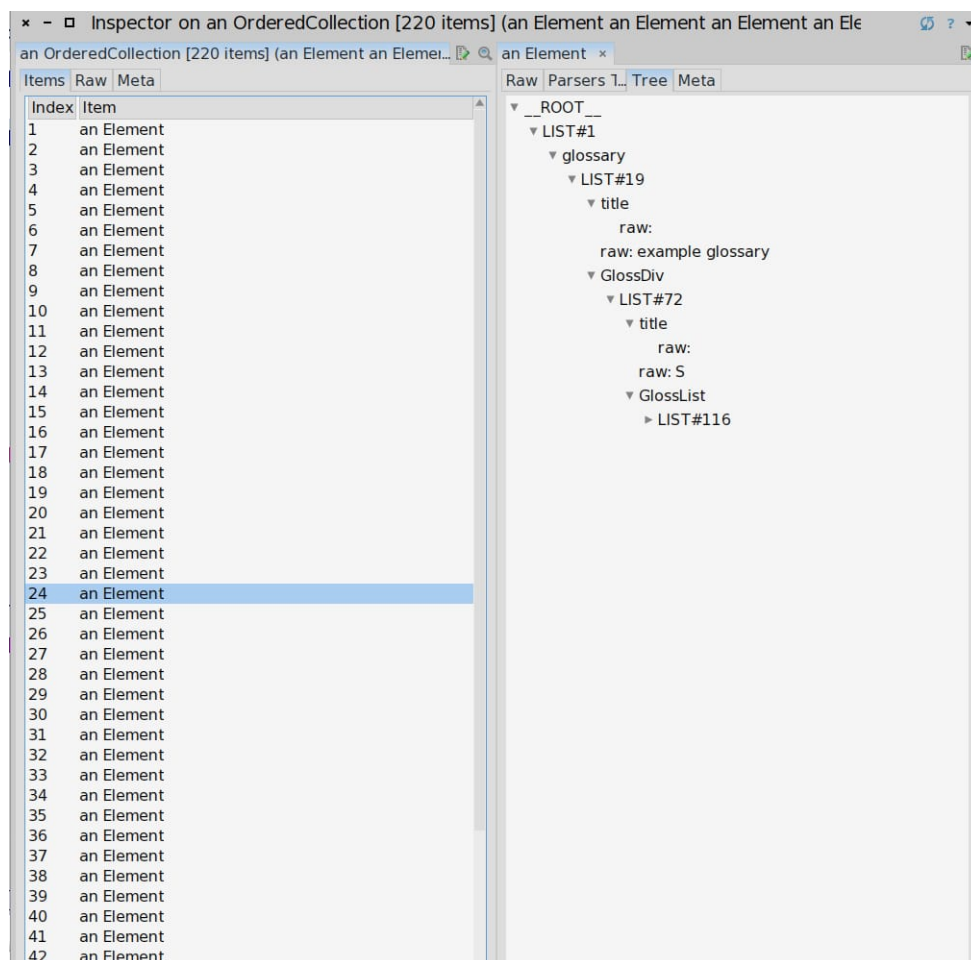 Inspector on an OrderedCollection [220 items] (an Element an Element an Element an Ele
an OrderedCollection [220 items] (an Element an Elemen...
Items Raw Meta
Index Item
1 an Element
2 an Element
3 an Element
4 an Element
5 an Element
6 an Element
7 an Element
8 an Element
9 an Element
10 an Element
11 an Element
12 an Element
13 an Element
14 an Element
15 an Element
16 an Element
17 an Element
18 an Element
19 an Element
20 an Element
21 an Element
22 an Element
23 an Element
24 an Element
25 an Element
26 an Element
27 an Element
28 an Element
29 an Element
30 an Element
31 an Element
32 an Element
33 an Element
34 an Element
35 an Element
36 an Element
37 an Element
38 an Element
39 an Element
40 an Element
41 an Element
42 an Element
an Element ×
Raw Parsers T... Tree Meta
__ROOT__
LIST#1
glossary
LIST#19
title
raw:
raw: example glossary
GlossDiv
LIST#72
title
raw:
raw: S
GlossList
LIST#116